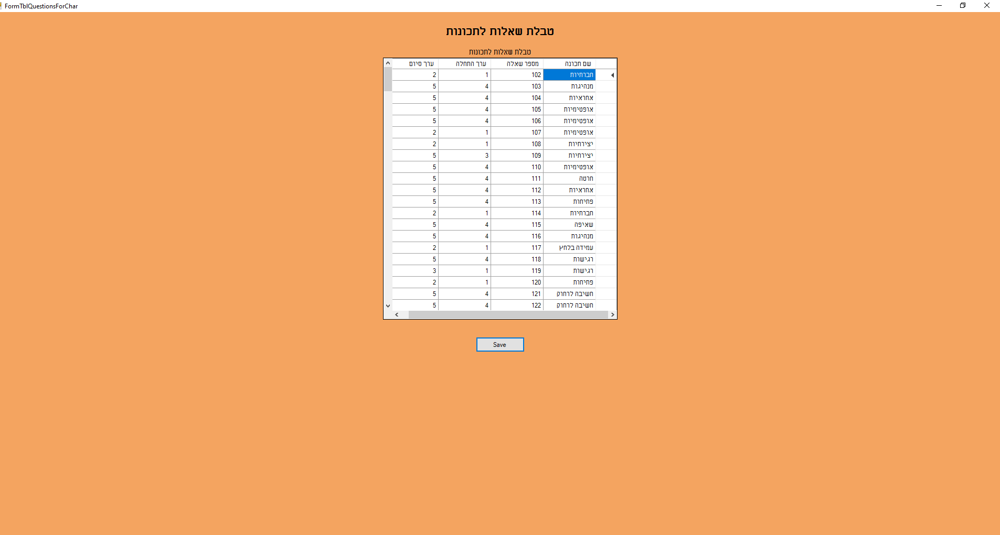 FormTblQuestionsForChar
טבלת שאלות לתכונות
טבלת שאלות לתכונות
שם תכונה מספר שאלה ערך התחלה ערך סיום
חברתיות 102 1 2
מנהיגות 103 4 5
אחראיות 104 4 5
אופטימיות 105 4 5
אופטימיות 106 4 5
אופטימיות 107 1 2
יצירתיות 108 1 2
יצירתיות 109 3 5
אופטימיות 110 4 5
חרטה 111 4 5
אחראיות 112 4 5
פתיחות 113 4 5
חברתיות 114 1 2
שאיפה 115 4 5
מנהיגות 116 4 5
עמידה בלחץ 117 1 2
רגישות 118 4 5
רגישות 119 1 3
פתיחות 120 1 2
חשיבה לרחוק 121 4 5
חשיבה לרחוק 122 4 5
Save